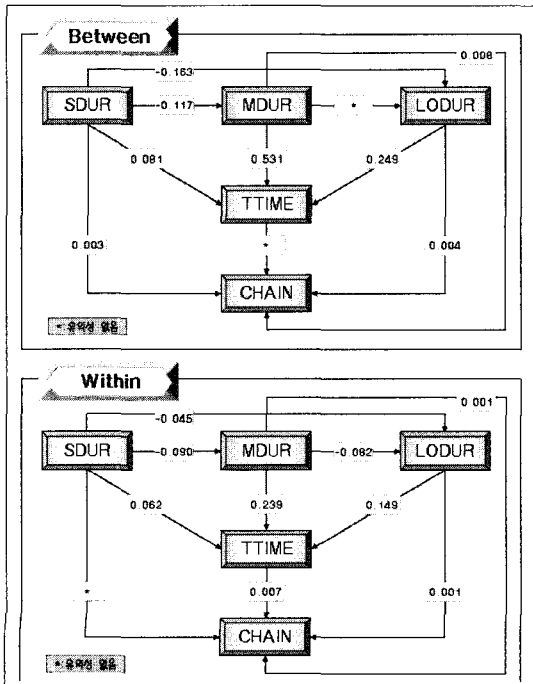 Between
0.008
-0.163
SDUR
-0.117
MDUR
*
LODUR
0.081
0.531
0.249
TTIME
0.003
*
0.004
CHAIN
* 유의성 없음
Within
0.001
-0.045
SDUR
-0.090
MDUR
-0.082
LODUR
0.062
0.239
0.149
TTIME
*
0.007
0.001
CHAIN
* 유의성 없음